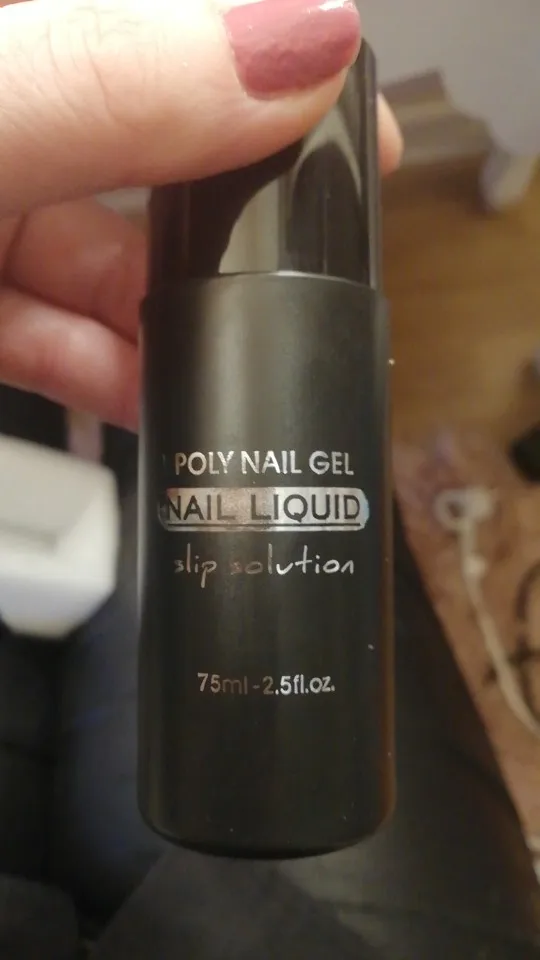 POLY NAIL GEL
NAIL LIQUID
slip solution
75ml-2.5fl.oz.